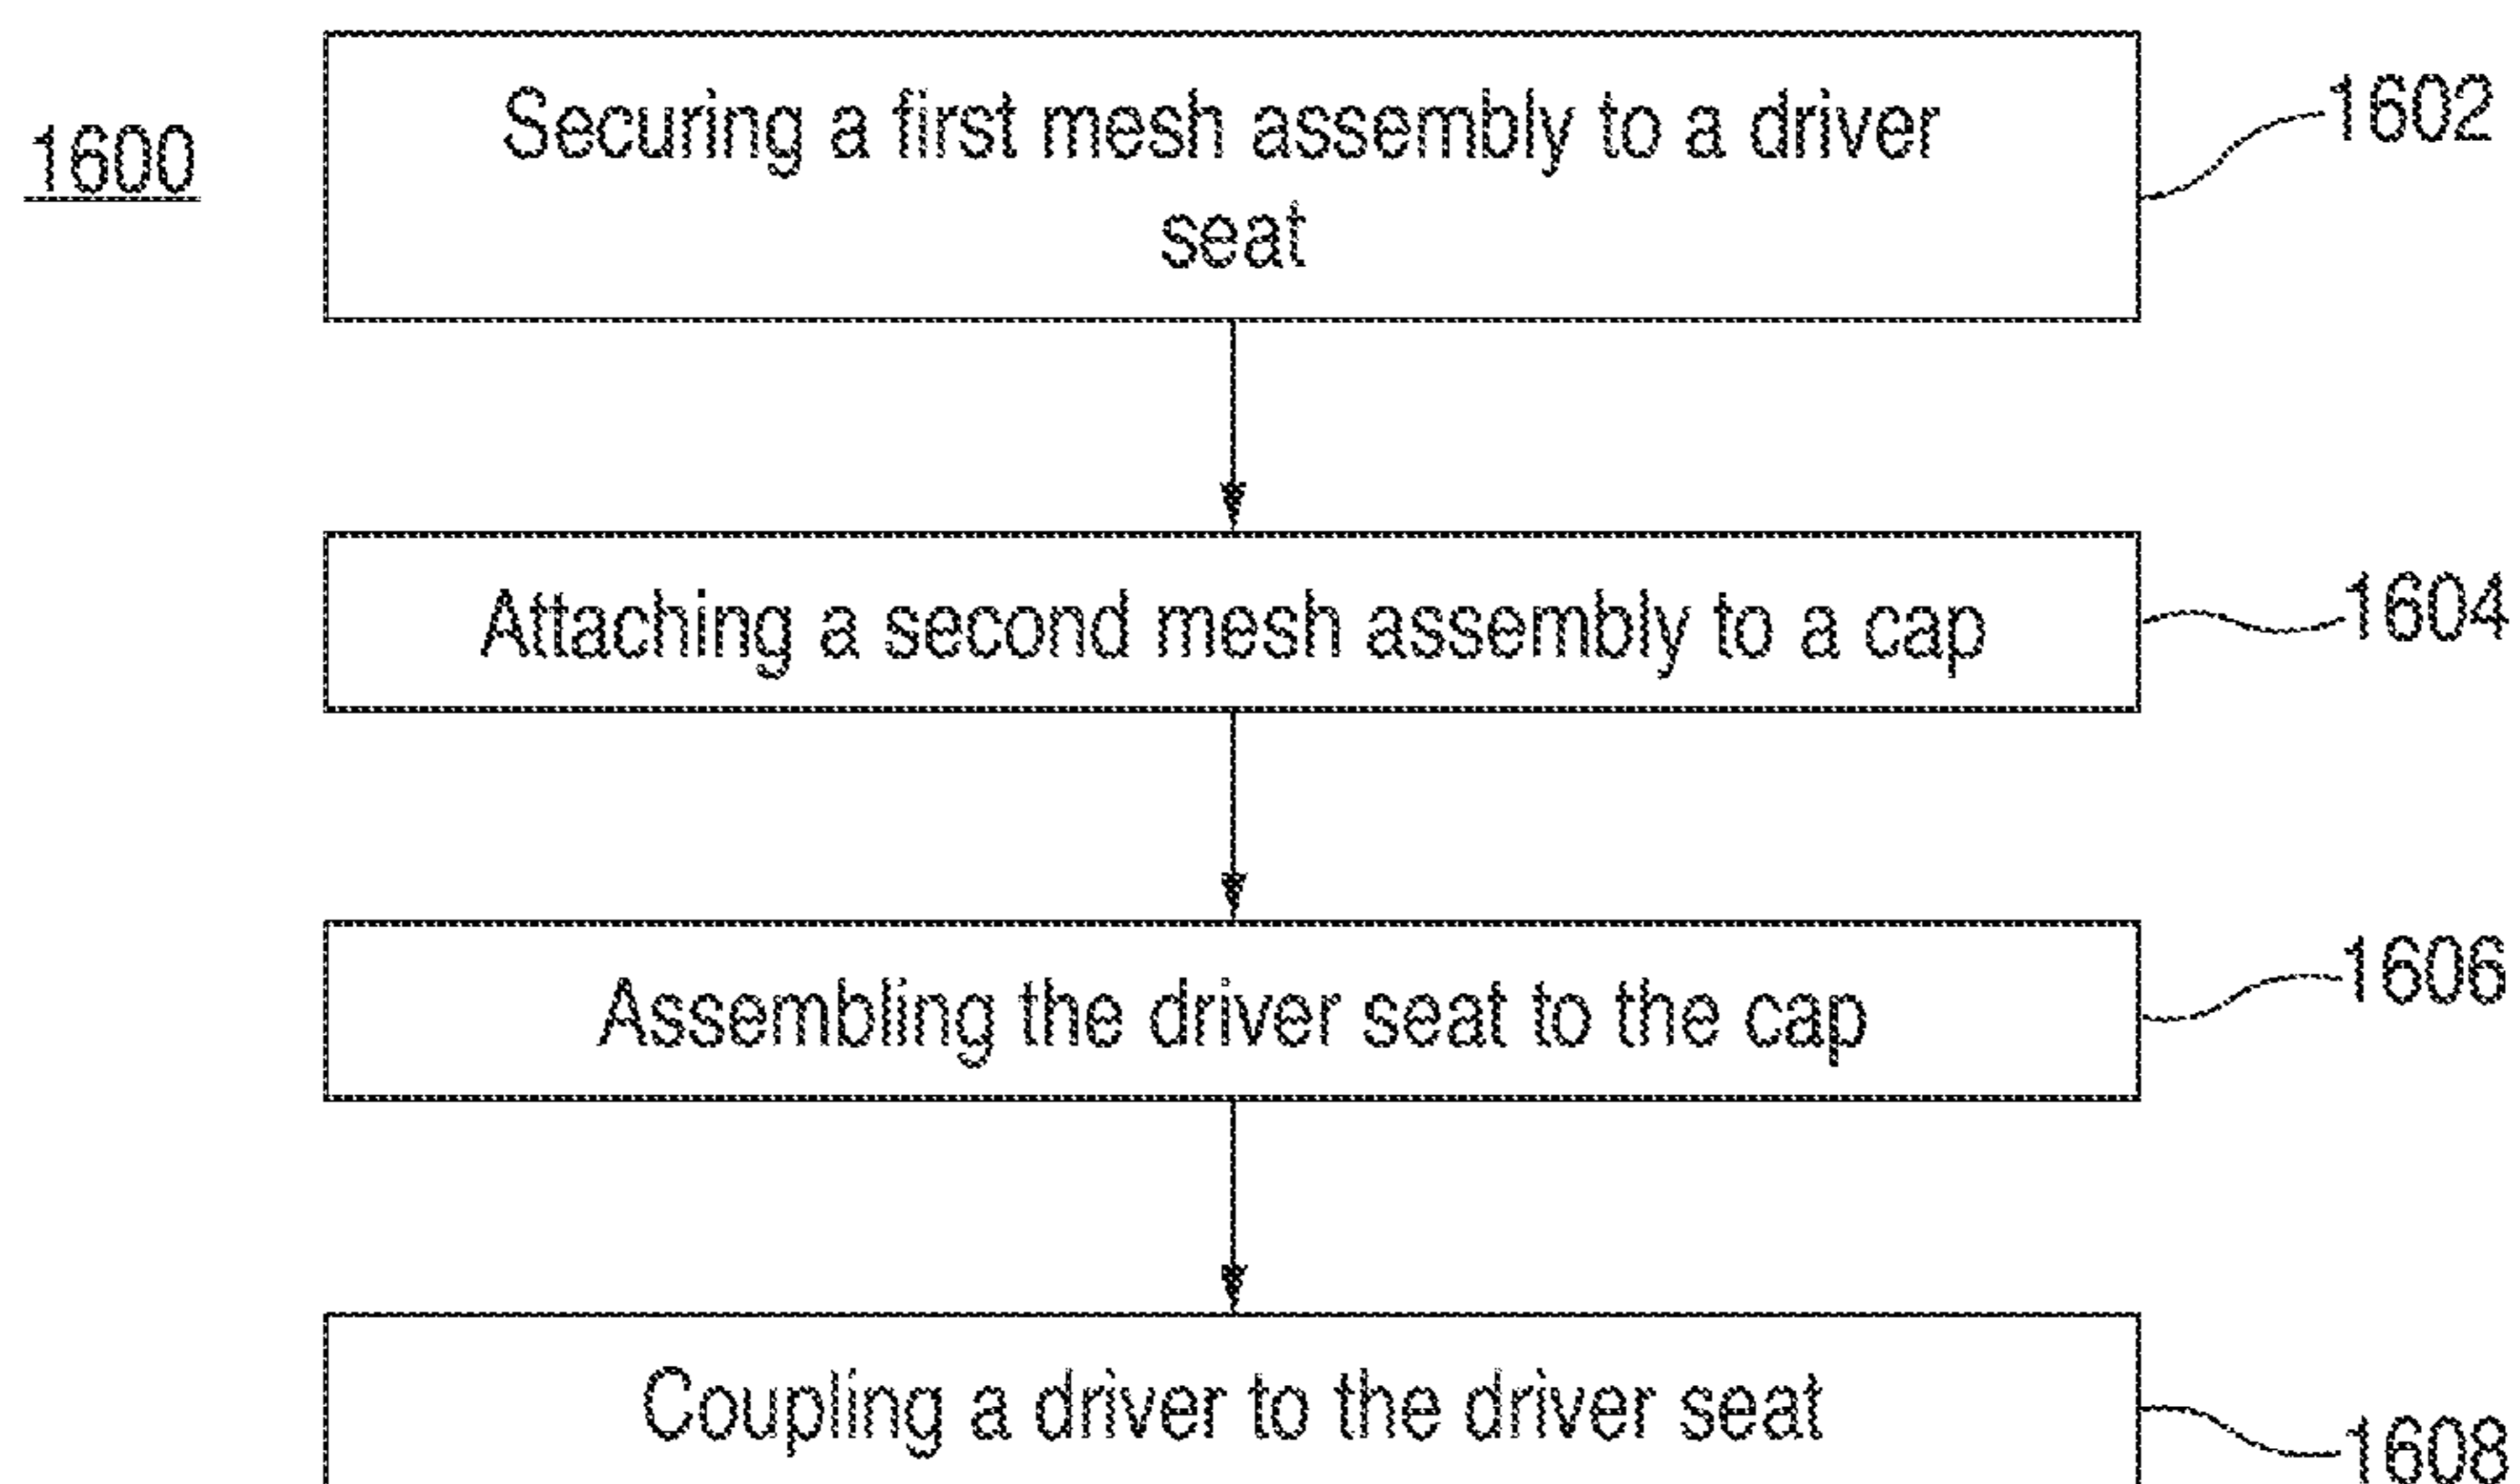 1600
Securing a first mesh assembly to a driver
seat
1602
Attaching a second mesh assembly to a cap
1604
Assembling the driver seat to the cap
1606
Coupling a driver to the driver seat
1608